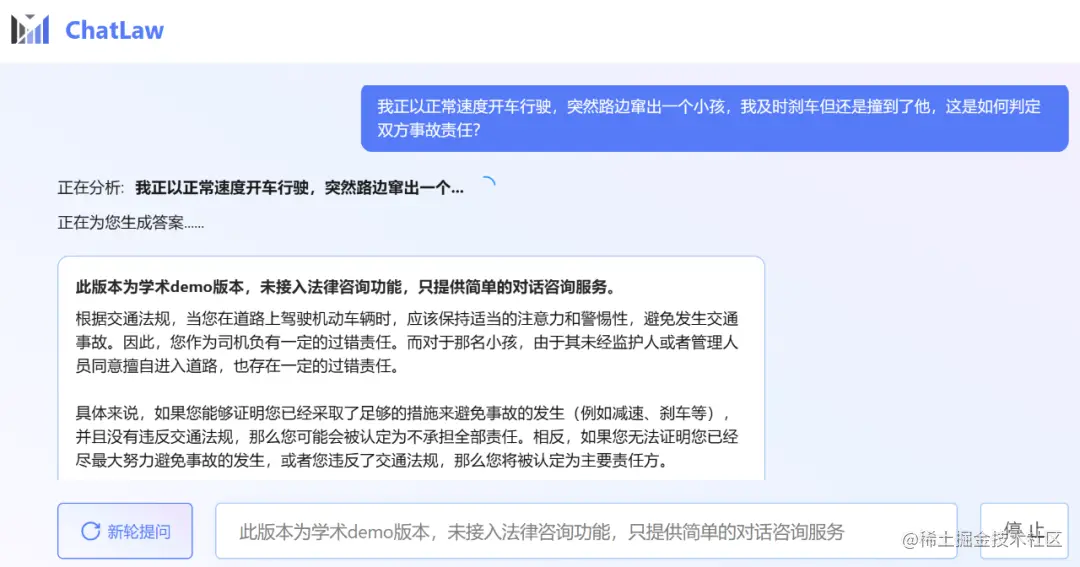 ChatLaw
我正以正常速度开车行驶，突然路边窜出一个小孩，我及时刹车但还是撞到了他，这是如何判定
双方事故责任？
正在分析: 我正以正常速度开车行驶，突然路边窜出一个...
正在为您生成答案......
此版本为学术demo版本，未接入法律咨询功能，只提供简单的对话咨询服务。
根据交通法规，当您在道路上驾驶机动车辆时，应该保持适当的注意力和警惕性，避免发生交通
事故。因此，您作为司机负有一定的过错责任。而对于那名小孩，由于其未经监护人或者管理人
员同意擅自进入道路，也存在一定的过错责任。
具体来说，如果您能够证明您已经采取了足够的措施来避免事故的发生（例如减速、刹车等），
并且没有违反交通法规，那么您可能会被认定为不承担全部责任。相反，如果您无法证明您已经
尽最大努力避免事故的发生，或者您违反了交通法规，那么您将被认定为主要责任方。
新轮提问
此版本为学术demo版本，未接入法律咨询功能，只提供简单的对话咨询服务
停 止
@稀土掘金技术社区